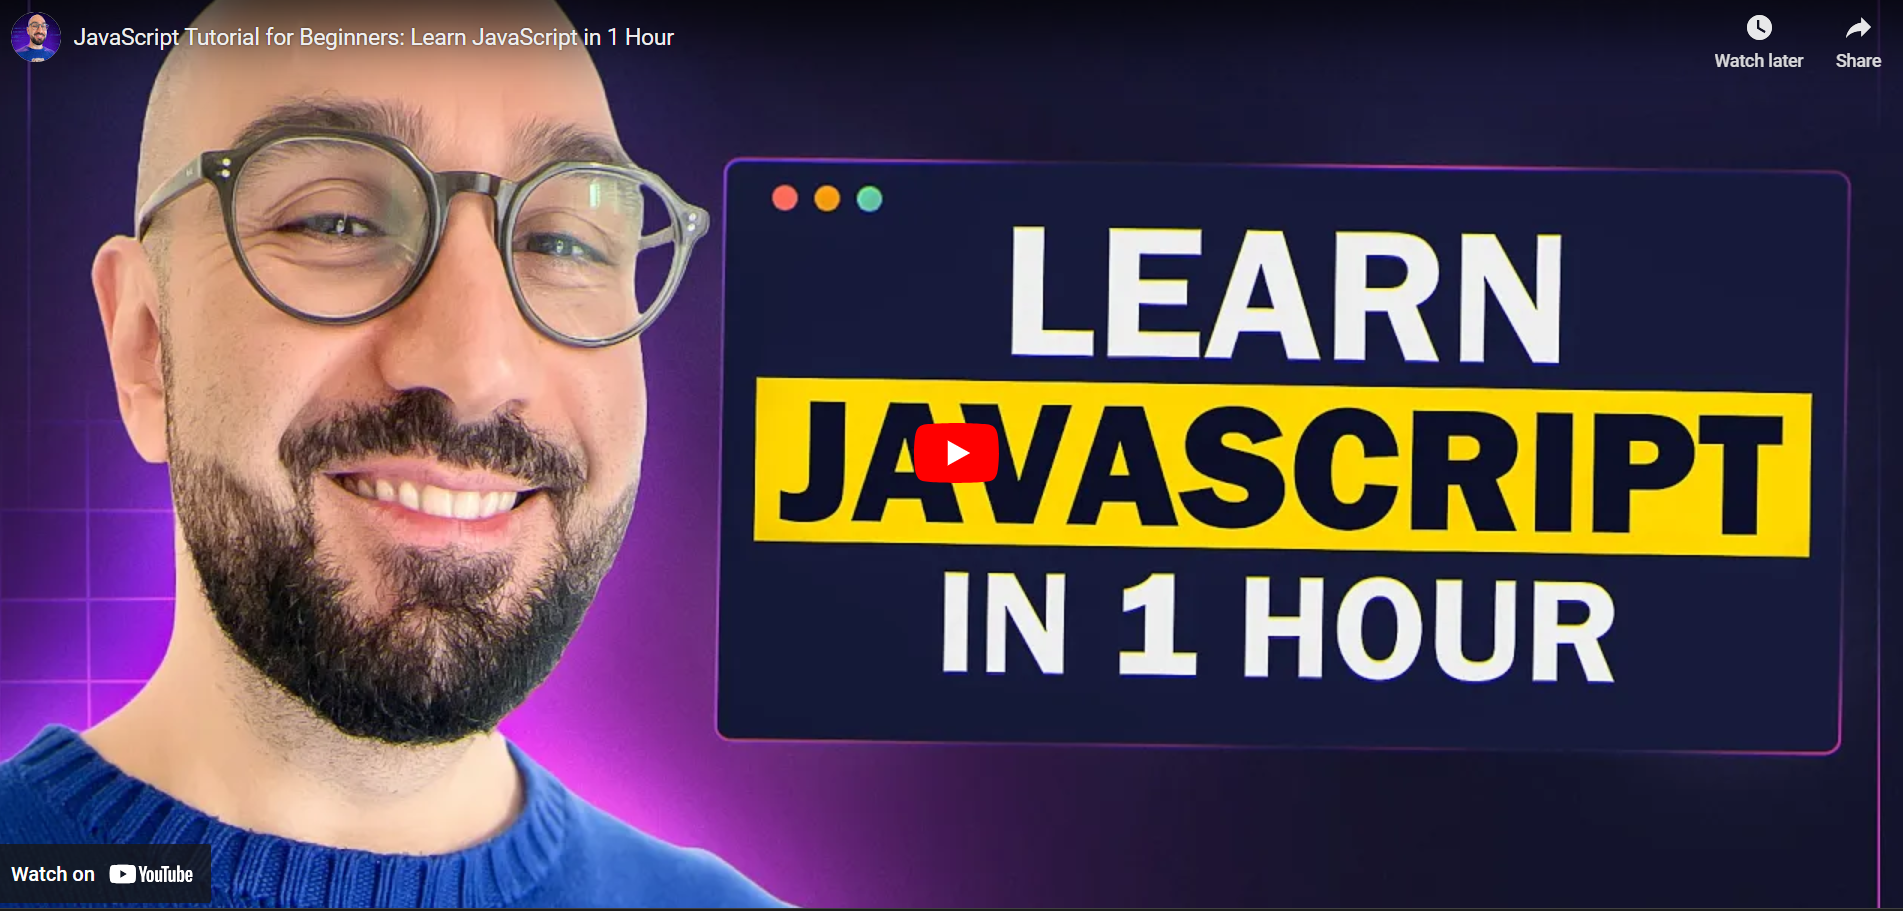 JavaScript Tutorial for Beginners: Learn JavaScript in 1 Hour
Watch later
Share
LEARN
JAVASCRIPT
IN 1 HOUR
Watch on YouTube